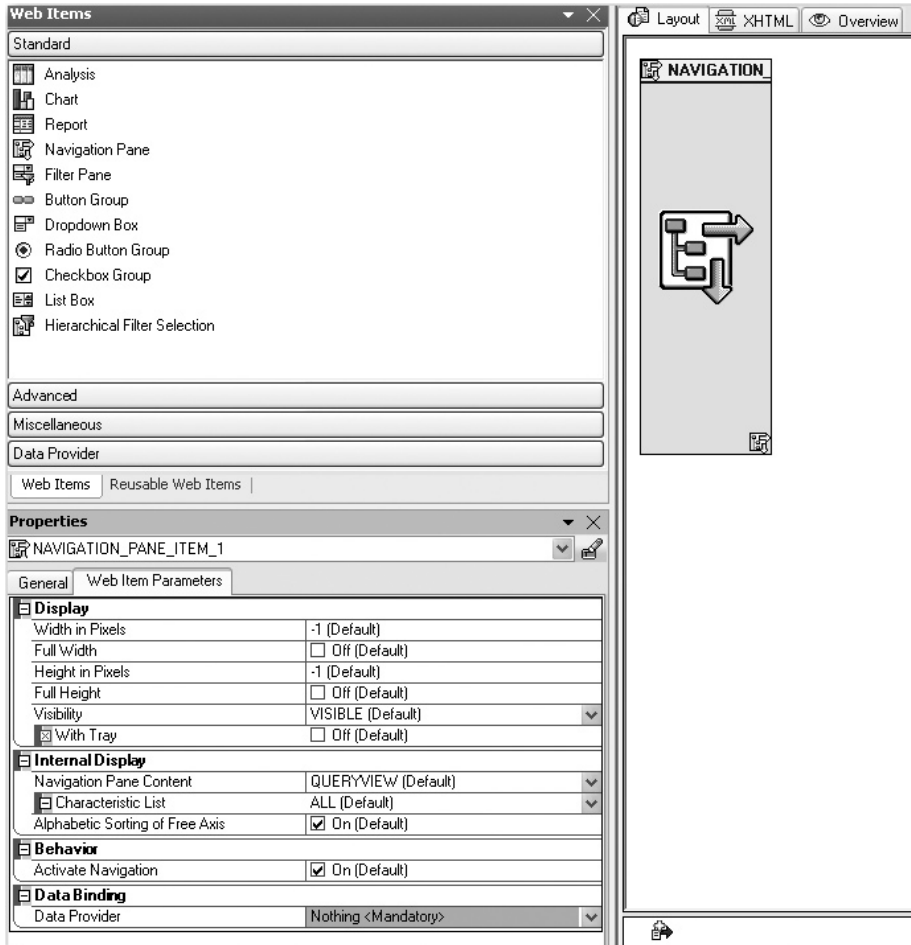 Web Items
Standard
Analysis
Chart
Report
Navigation Pane
Filter Pane
Button Group
Dropdown Box
Radio Button Group
Checkbox Group
List Box
Hierarchical Filter Selection
Advanced
Miscellaneous
Data Provider
Web Items Reusable Web Items
Properties
NAVIGATION_PANE_ITEM_1
General Web Item Parameters
Display
Width in Pixels -1 (Default)
Full Width Off (Default)
Height in Pixels -1 (Default)
Full Height Off (Default)
Visibility VISIBLE (Default)
With Tray Off (Default)
Internal Display
Navigation Pane Content QUERYVIEW (Default)
Characteristic List ALL (Default)
Alphabetic Sorting of Free Axis On (Default)
Behavior
Activate Navigation On (Default)
Data Binding
Data Provider Nothing <Mandatory>
Layout XML XHTML Overview
NAVIGATION_